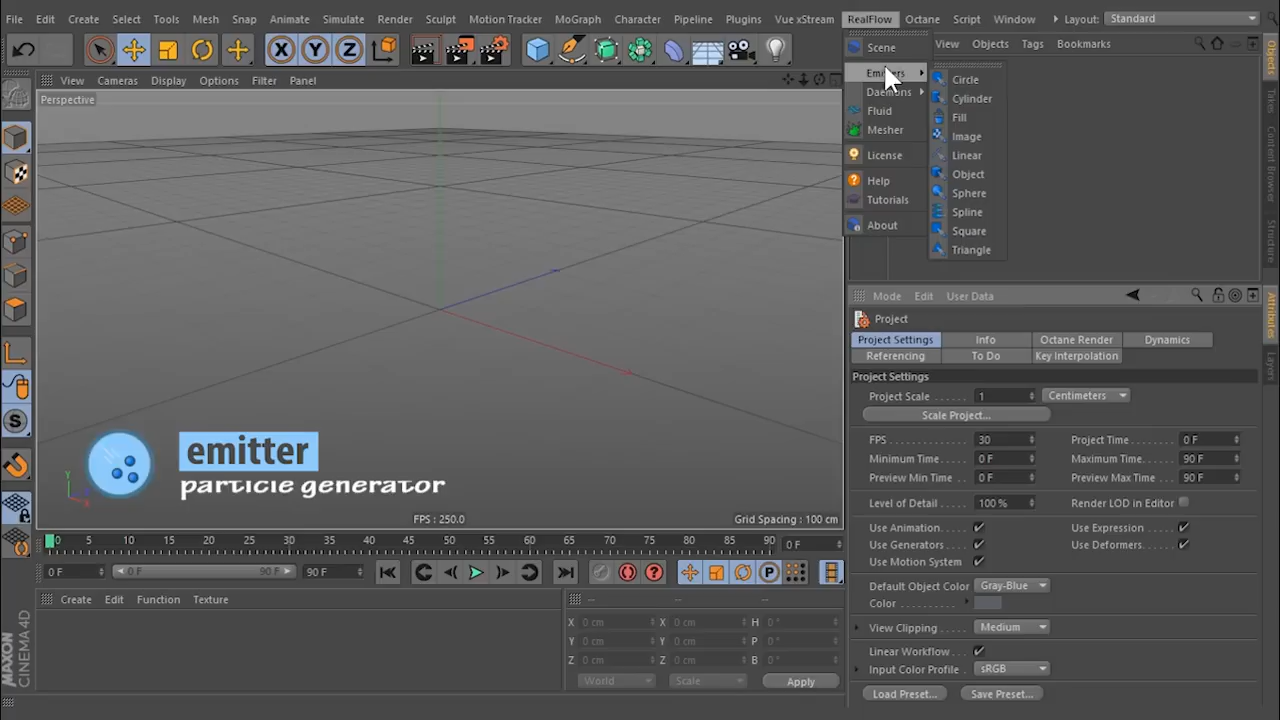 File Edit Create Select Tools Mesh Snap Animate Simulate Render Sculpt Motion Tracker MoGraph Character Pipeline Plugins Vue xStream RealFlow Octane Script Window Layout: Standard
X Y Z
View Cameras Display Options Filter Panel
Perspective
Scene
Emitters
Daemons
Fluid
Mesher
License
Help
Tutorials
About
Circle
Cylinder
Fill
Image
Linear
Object
Sphere
Spline
Square
Triangle
View Objects Tags Bookmarks
Objects
Takes
Content Browser
Structure
Attributes
Layers
emitter
particle generator
Y
FPS : 250.0
Grid Spacing : 100 cm
0 5 10 15 20 25 30 35 40 45 50 55 60 65 70 75 80 85 90 0 F
0 F 0 F 90 F 90 F
P
S
Create Edit Function Texture
-- -- --
X 0 cm X 0 cm H 0 °
Y 0 cm Y 0 cm P 0 °
Z 0 cm Z 0 cm B 0 °
World Scale Apply
MAXON
CINEMA 4D
Mode Edit User Data
Project
Project Settings Info Octane Render Dynamics
Referencing To Do Key Interpolation
Project Settings
Project Scale 1 Centimeters
Scale Project...
FPS 30 Project Time 0 F
Minimum Time 0 F Maximum Time 90 F
Preview Min Time 0 F Preview Max Time 90 F
Level of Detail 100 % Render LOD in Editor
Use Animation Use Expression
Use Generators Use Deformers
Use Motion System
Default Object Color Gray-Blue
Color
View Clipping Medium
Linear Workflow
Input Color Profile sRGB
Load Preset... Save Preset...